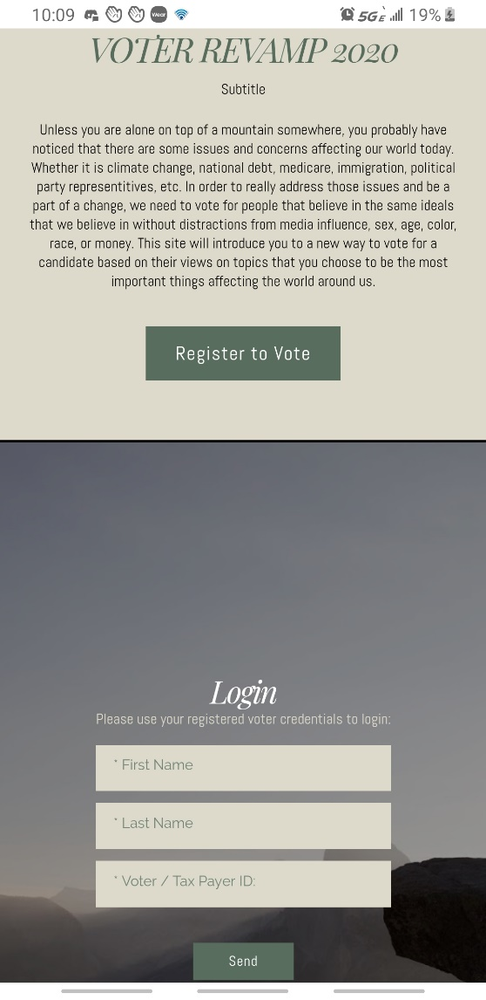 10:09
Wear
5GE
19%
VOTER REVAMP 2020
Subtitle
Unless you are alone on top of a mountain somewhere, you probably have
noticed that there are some issues and concerns affecting our world today.
Whether it is climate change, national debt, medicare, immigration, political
party representitives, etc. In order to really address those issues and be a
part of a change, we need to vote for people that believe in the same ideals
that we believe in without distractions from media influence, sex, age, color,
race, or money. This site will introduce you to a new way to vote for a
candidate based on their views on topics that you choose to be the most
important things affecting the world around us.
Register to Vote
Login
Please use your registered voter credentials to login:
* First Name
* Last Name
* Voter / Tax Payer ID:
Send